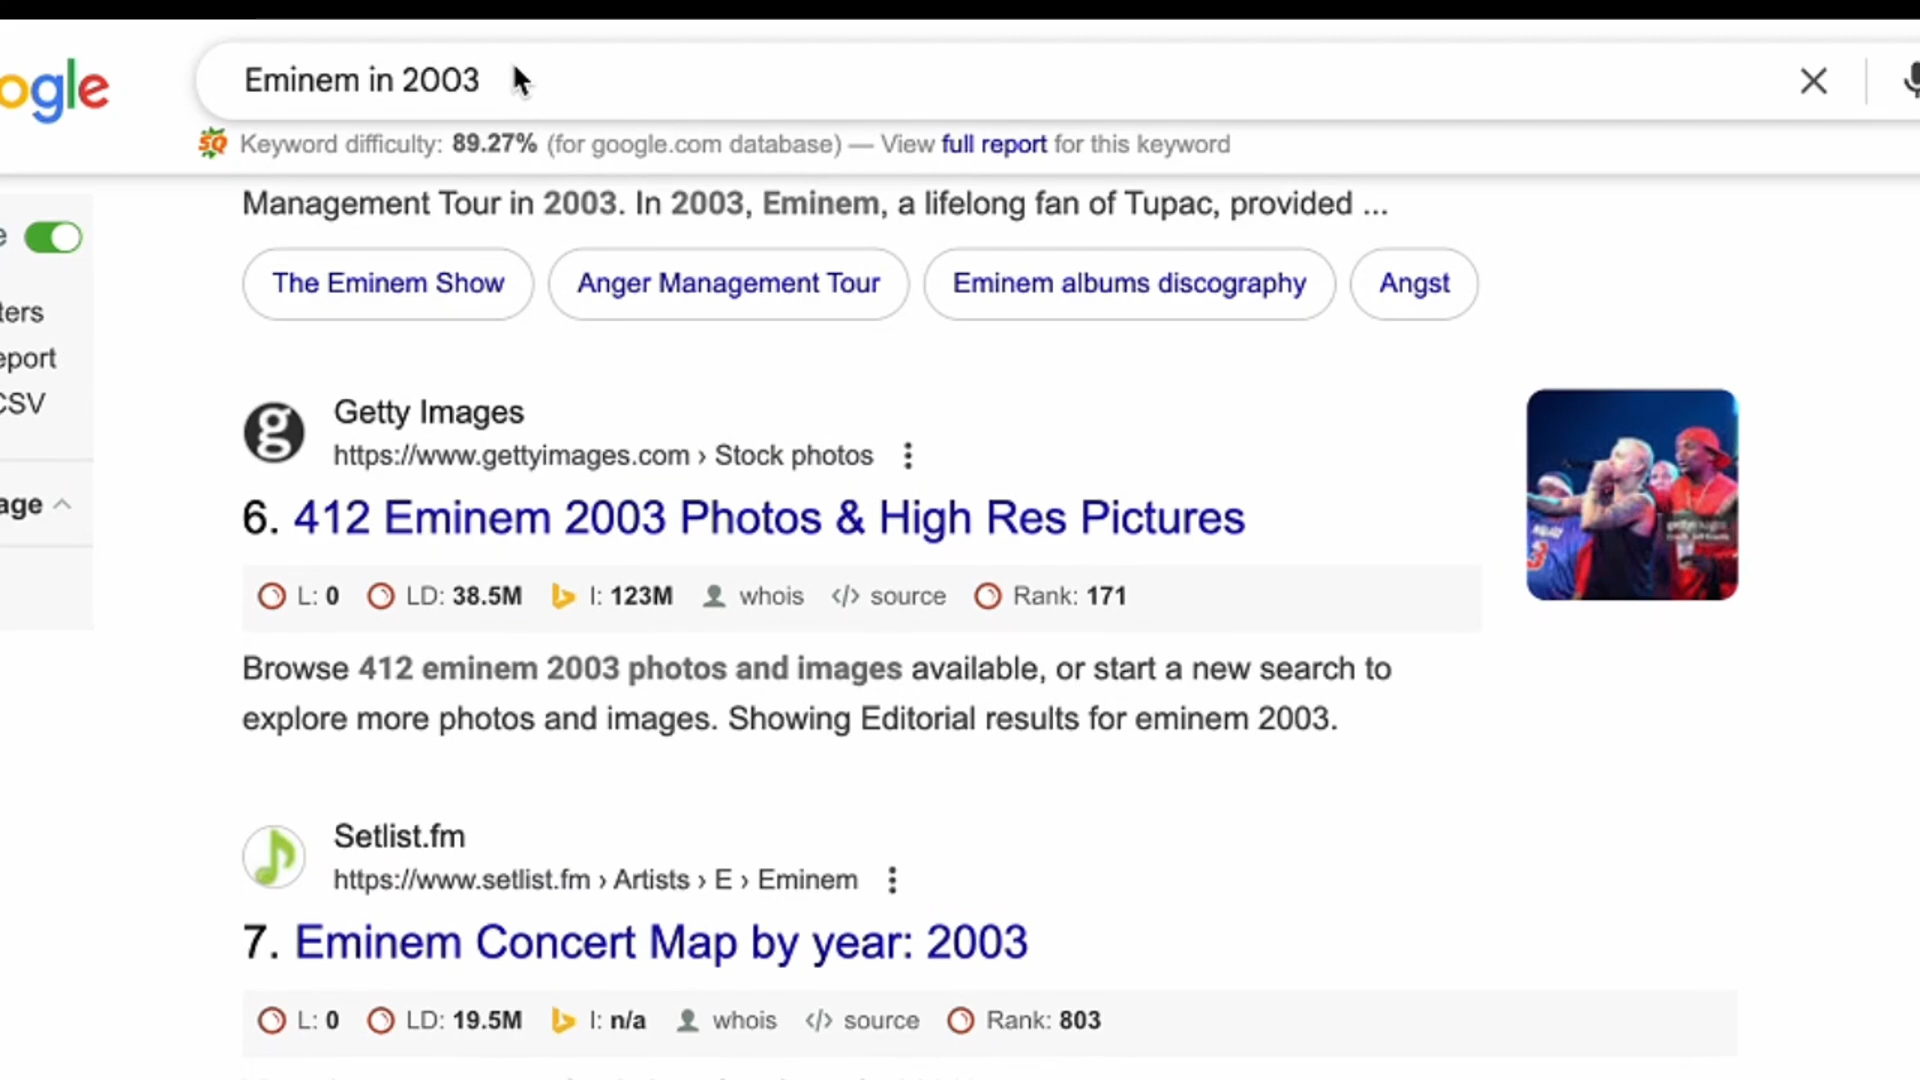 ogle
Eminem in 2003
SQ Keyword difficulty: 89.27% (for google.com database) — View full report for this keyword
Management Tour in 2003. In 2003, Eminem, a lifelong fan of Tupac, provided ...
e
The Eminem Show Anger Management Tour Eminem albums discography Angst
ters
eport
CSV
Getty Images
https://www.gettyimages.com › Stock photos
age
6. 412 Eminem 2003 Photos & High Res Pictures
L: 0 LD: 38.5M I: 123M whois </> source Rank: 171
Browse 412 eminem 2003 photos and images available, or start a new search to
explore more photos and images. Showing Editorial results for eminem 2003.
Setlist.fm
https://www.setlist.fm › Artists › E › Eminem
7. Eminem Concert Map by year: 2003
L: 0 LD: 19.5M I: n/a whois </> source Rank: 803